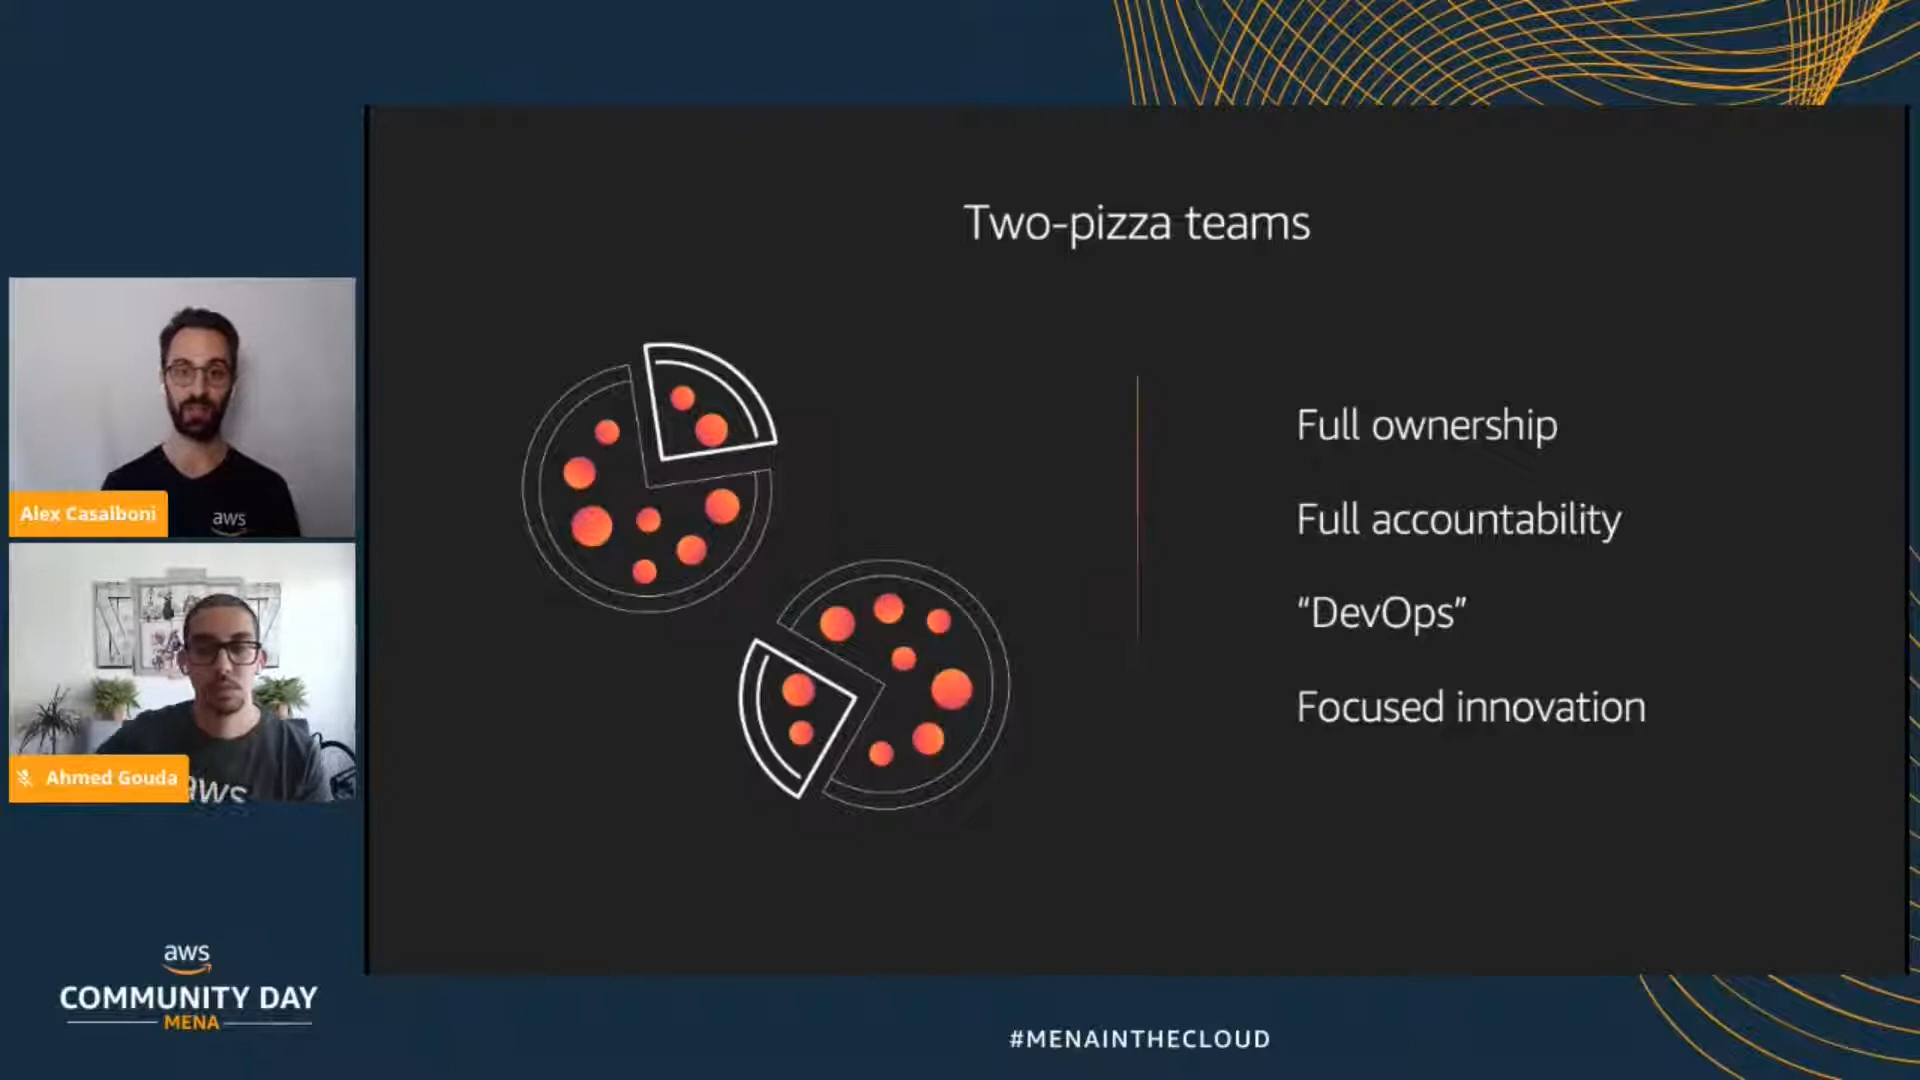 Two-pizza teams
Full ownership
Full accountability
“DevOps”
Focused innovation
aws
Alex Casalboni
aws
Ahmed Gouda
aws
COMMUNITY DAY
MENA
#MENAINTHECLOUD